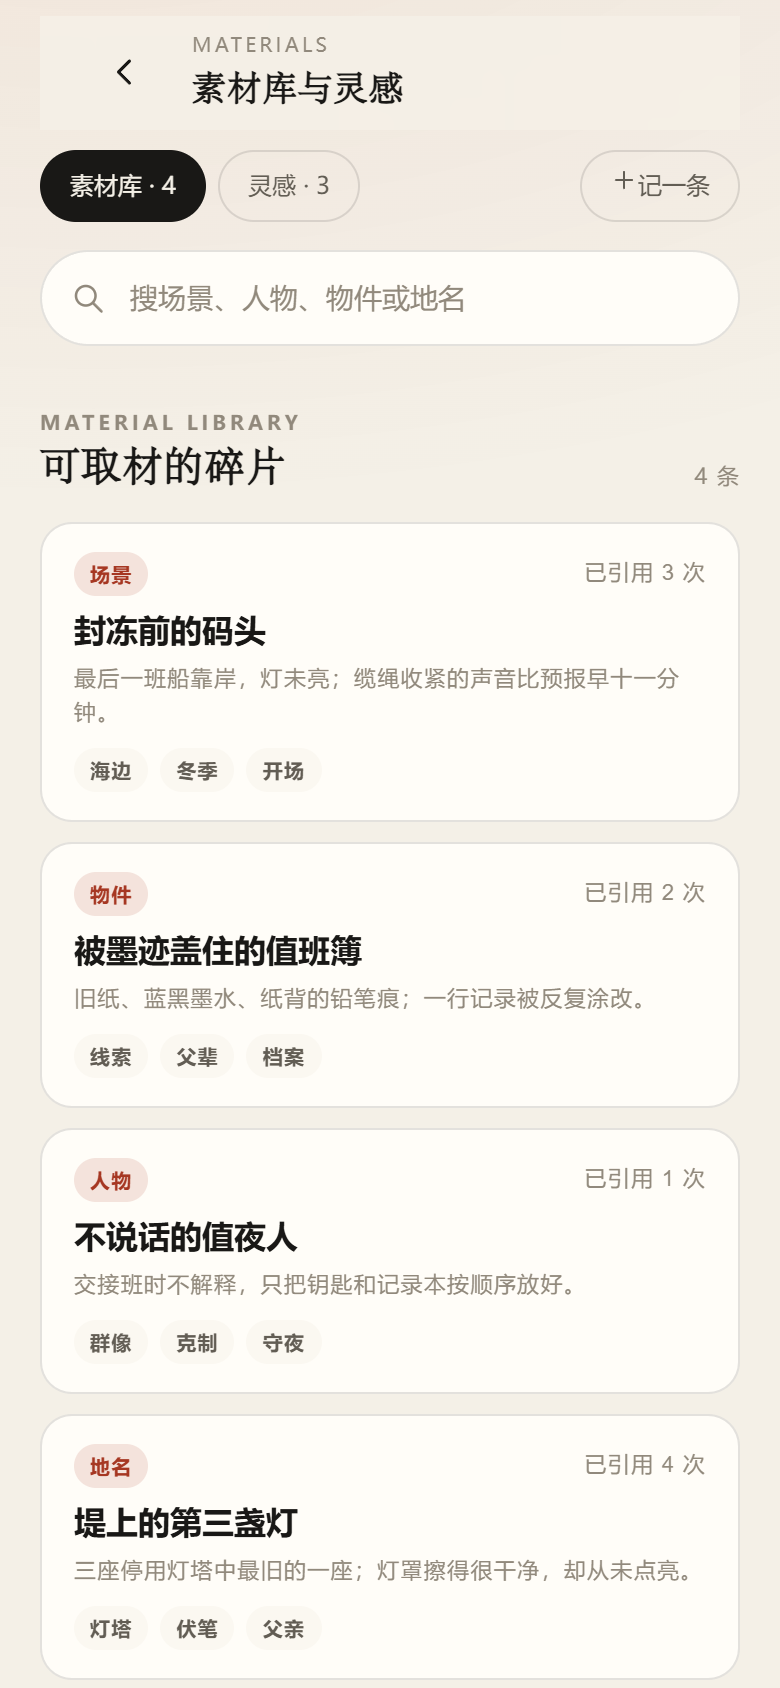 MATERIALS
素材库与灵感
素材库 · 4
灵感 · 3
+记一条
搜场景、人物、物件或地名
MATERIAL LIBRARY
可取材的碎片
4 条
场景
已引用 3 次
封冻前的码头
最后一班船靠岸，灯未亮；缆绳收紧的声音比预报早十一分
钟。
海边 冬季 开场
物件
已引用 2 次
被墨迹盖住的值班簿
旧纸、蓝黑墨水、纸背的铅笔痕；一行记录被反复涂改。
线索 父辈 档案
人物
已引用 1 次
不说话的值夜人
交接班时不解释，只把钥匙和记录本按顺序放好。
群像 克制 守夜
地名
已引用 4 次
堤上的第三盏灯
三座停用灯塔中最旧的一座；灯罩擦得很干净，却从未点亮。
灯塔 伏笔 父亲